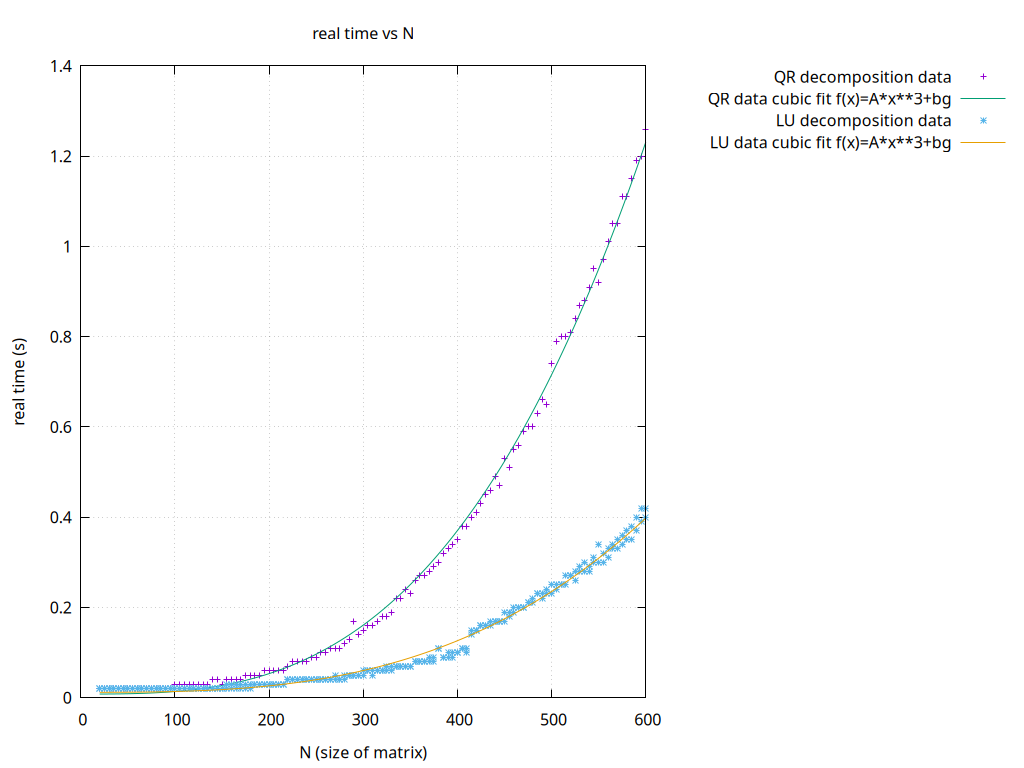 real time vs N
QR decomposition data
QR data cubic fit f(x)=A*x**3+bg
LU decomposition data
LU data cubic fit f(x)=A*x**3+bg
1.4
1.2
1
0.8
0.6
0.4
0.2
0
real time (s)
0 100 200 300 400 500 600
N (size of matrix)